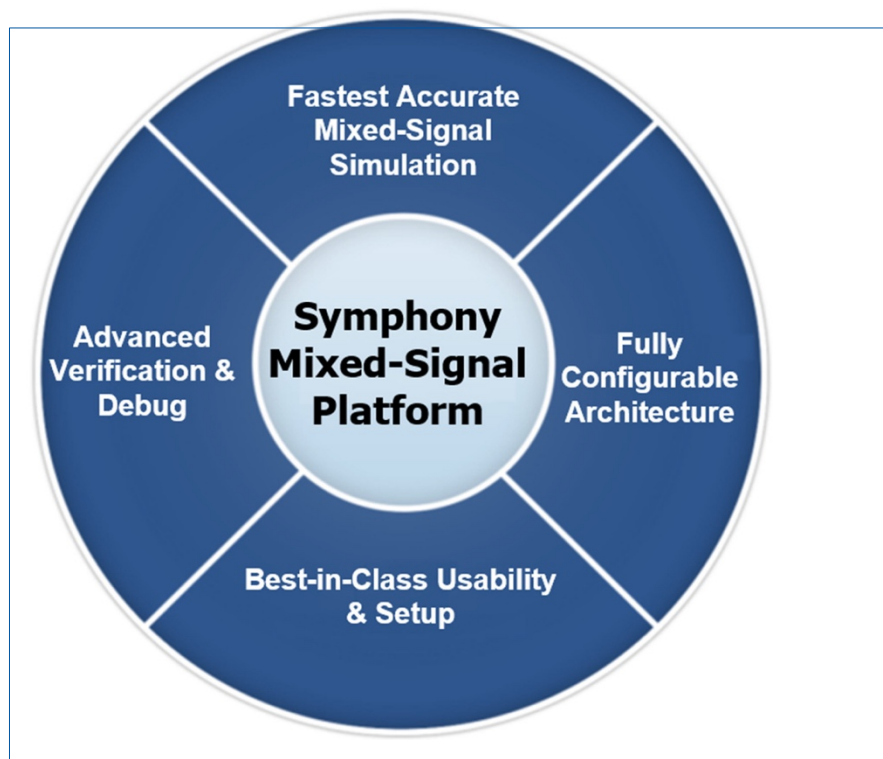 Fastest Accurate
Mixed-Signal
Simulation
Advanced
Verification &
Debug
Symphony
Mixed-Signal
Platform
Fully
Configurable
Architecture
Best-in-Class Usability
& Setup